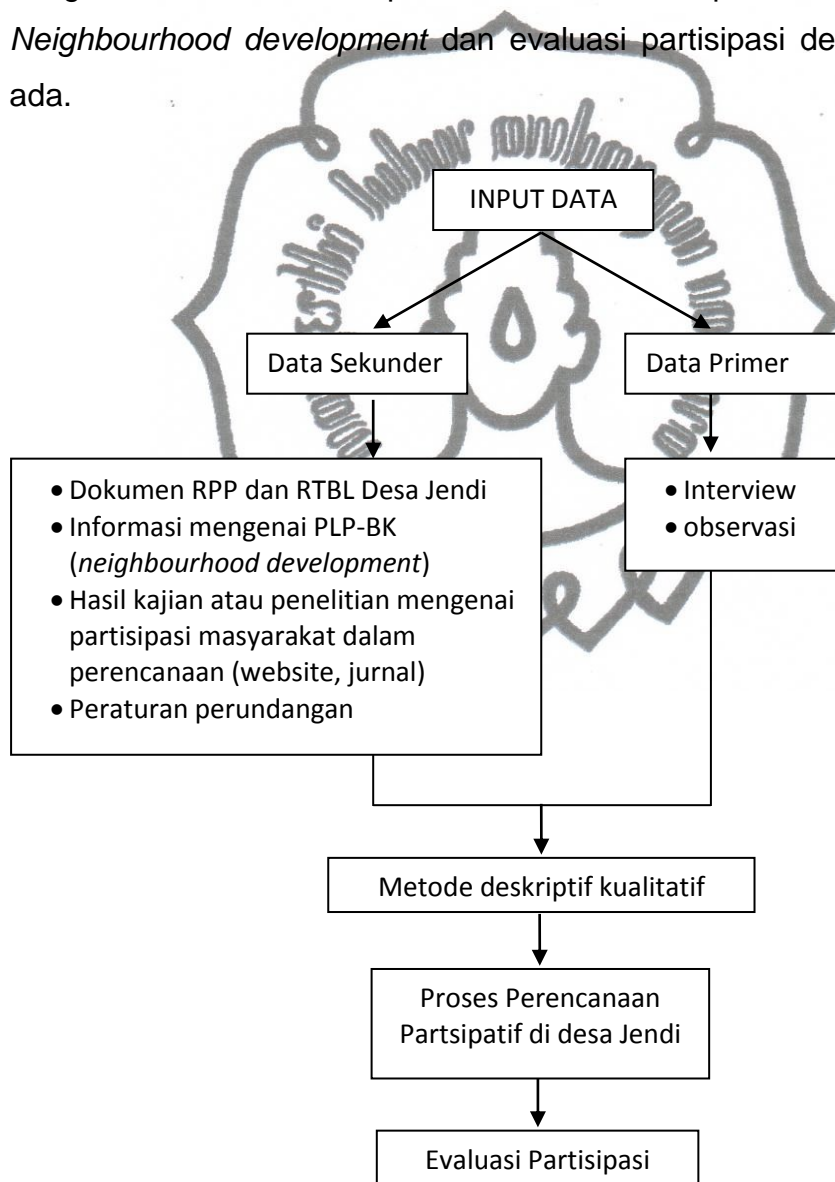 Neighbourhood development dan evaluasi partisipasi de
ada.
INPUT DATA
Data Sekunder
Data Primer
• Dokumen RPP dan RTBL Desa Jendi
• Informasi mengenai PLP-BK
(neighbourhood development)
• Hasil kajian atau penelitian mengenai
partisipasi masyarakat dalam
perencanaan (website, jurnal)
• Peraturan perundangan
• Interview
• observasi
Metode deskriptif kualitatif
Proses Perencanaan
Partsipatif di desa Jendi
Evaluasi Partisipasi